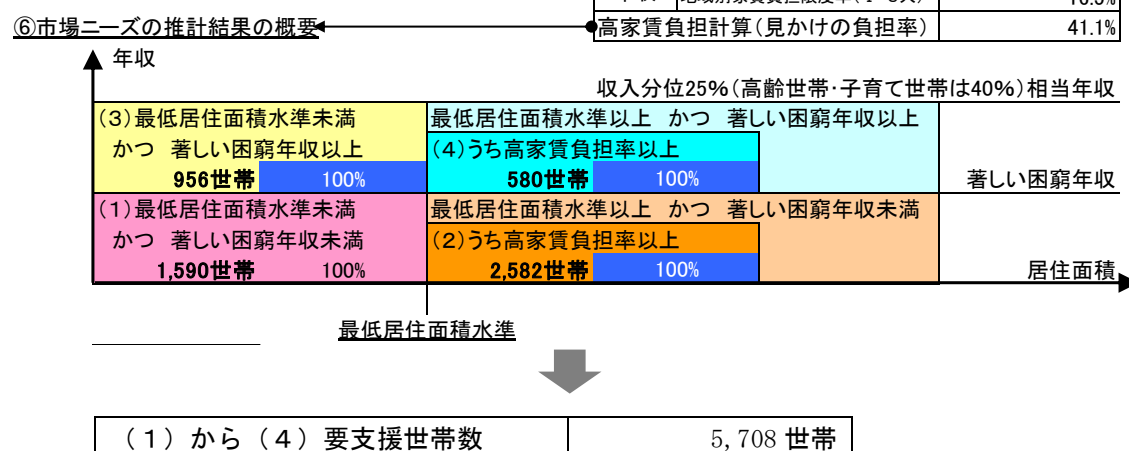 ⑥市場ニーズの推計結果の概要
高家賃負担計算(見かけの負担率) 41.1%
年収
収入分位25%(高齢世帯・子育て世帯は40%)相当年収
(3)最低居住面積水準未満
かつ 著しい困窮年収以上
956世帯 100%
最低居住面積水準以上 かつ 著しい困窮年収以上
(4)うち高家賃負担率以上
580世帯 100%
著しい困窮年収
(1)最低居住面積水準未満
かつ 著しい困窮年収未満
1,590世帯 100%
最低居住面積水準以上 かつ 著しい困窮年収未満
(2)うち高家賃負担率以上
2,582世帯 100%
居住面積
最低居住面積水準
(1)から(4)要支援世帯数 5,708 世帯